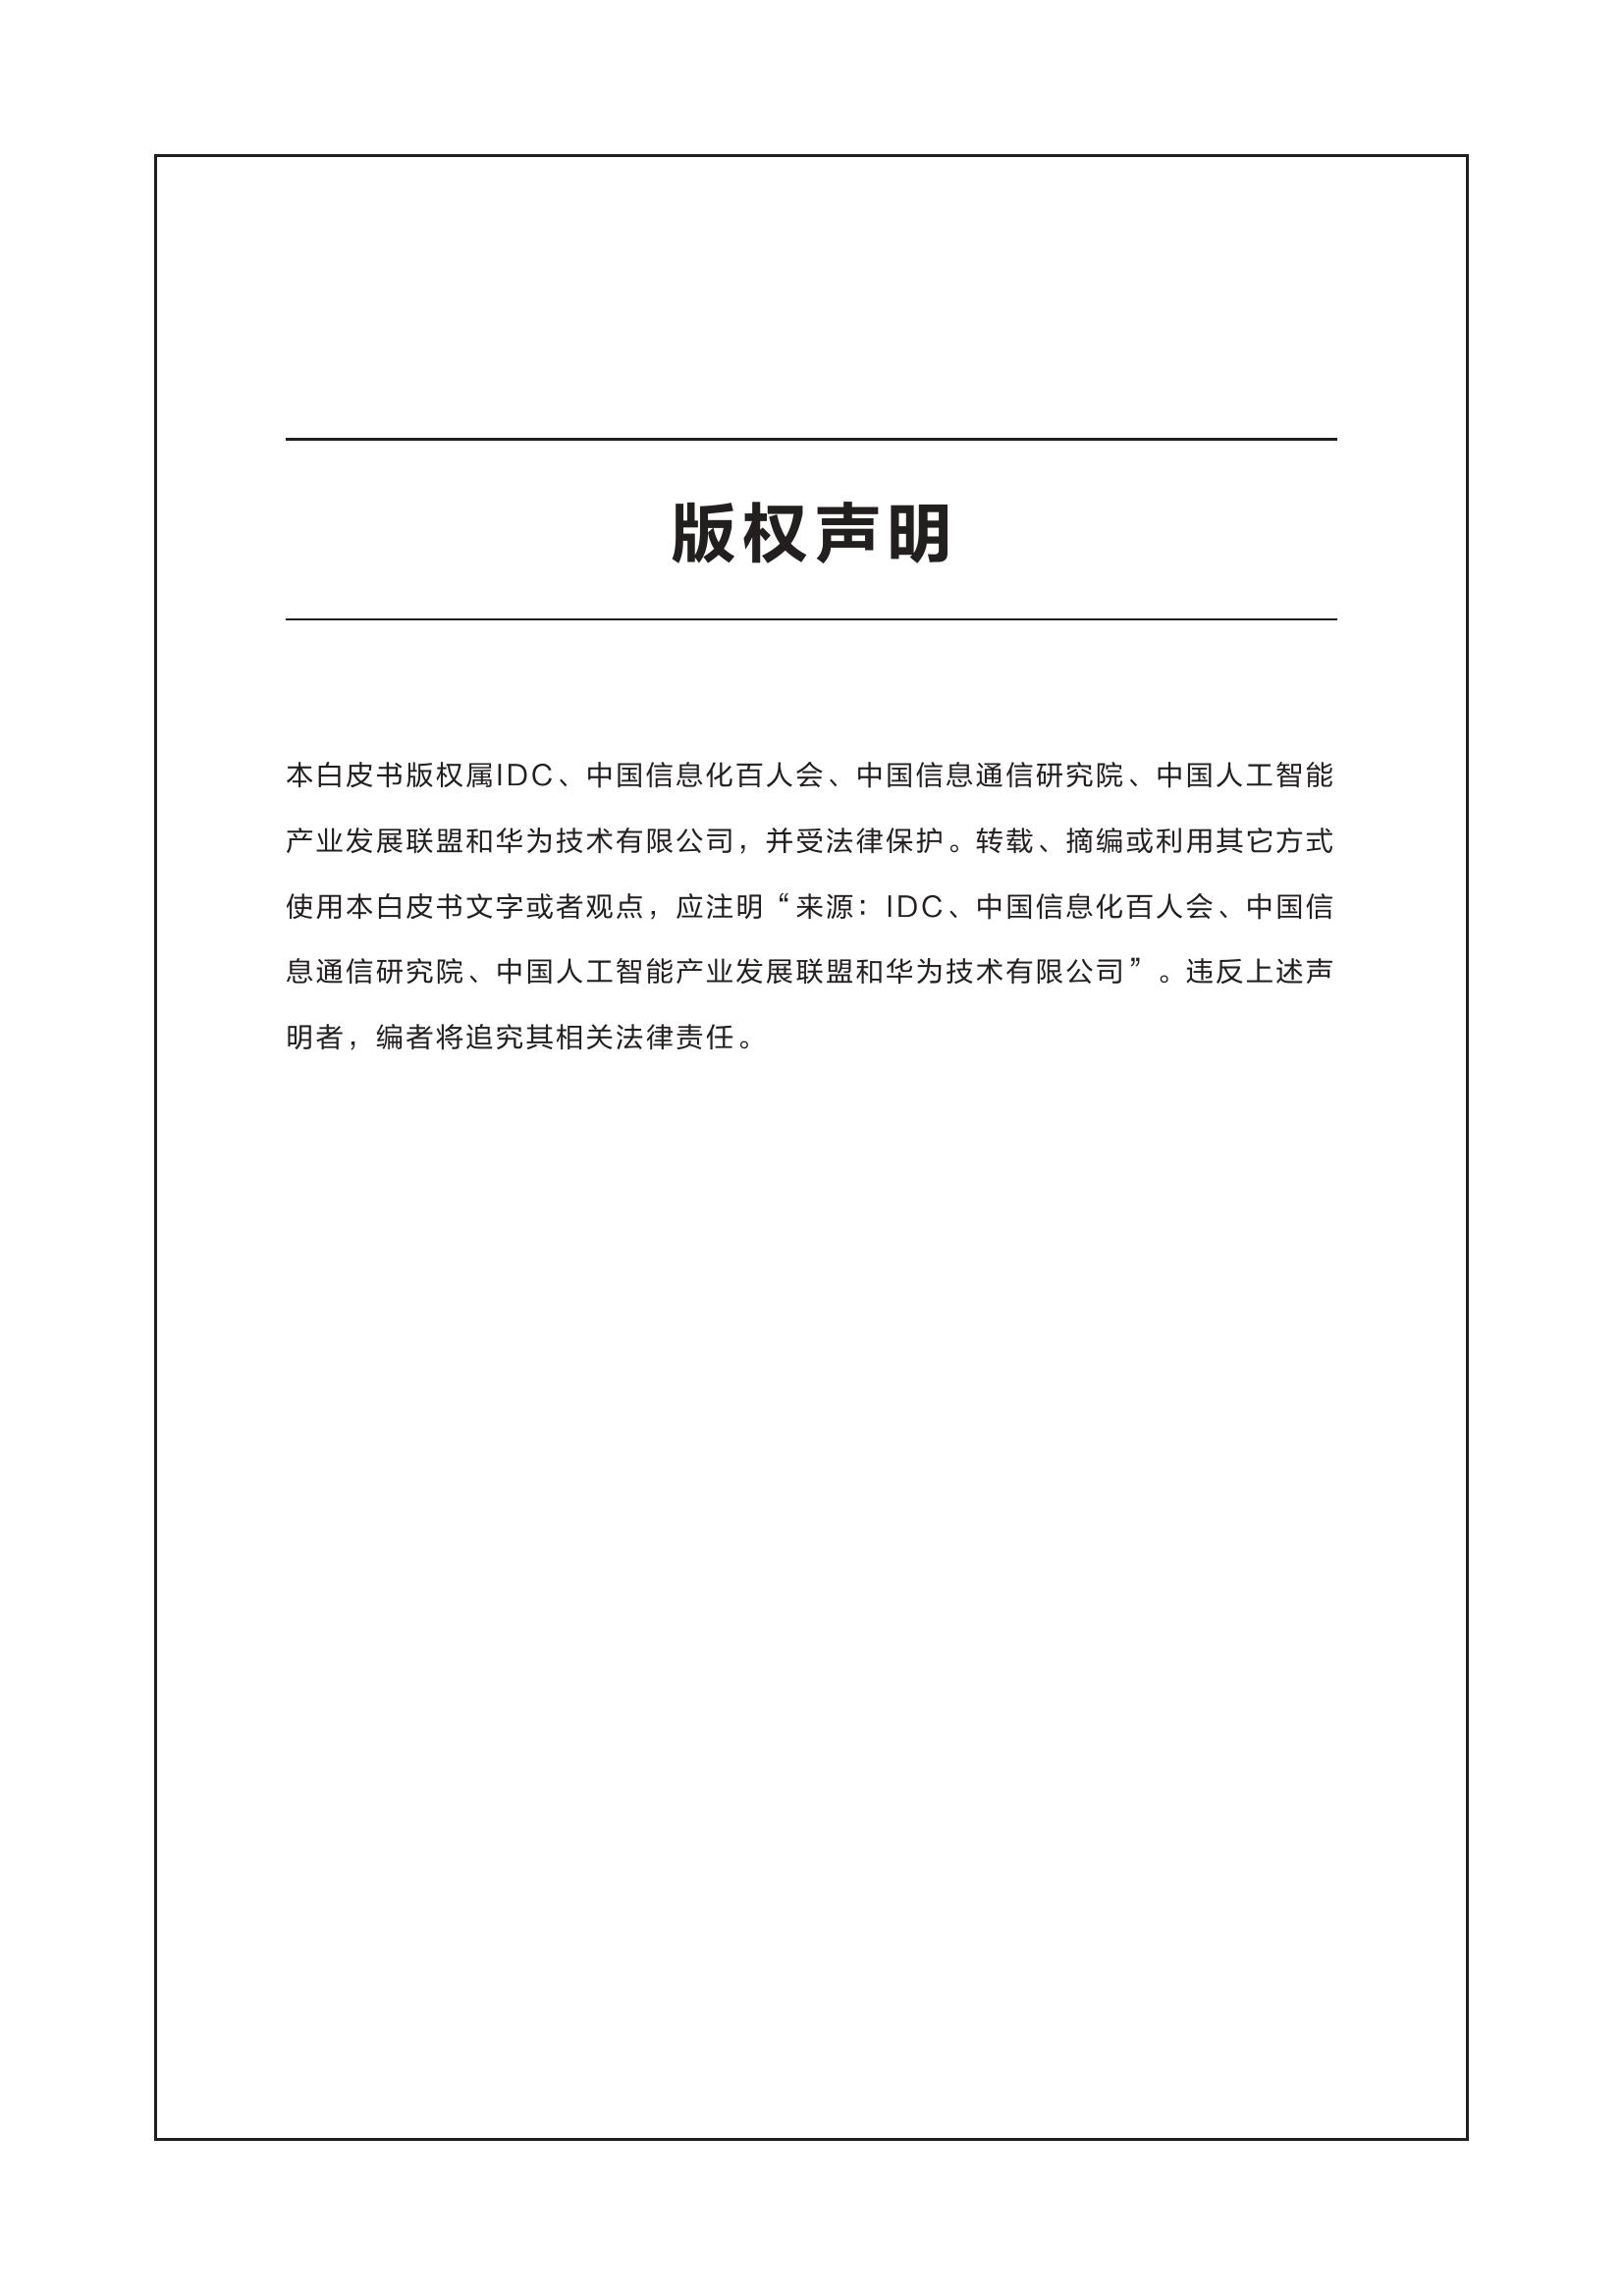 版权声明
本白皮书版权属IDC、中国信息化百人会、中国信息通信研究院、中国人工智能
产业发展联盟和华为技术有限公司，并受法律保护。转载、摘编或利用其它方式
使用本白皮书文字或者观点，应注明“来源：IDC、中国信息化百人会、中国信
息通信研究院、中国人工智能产业发展联盟和华为技术有限公司”。违反上述声
明者，编者将追究其相关法律责任。